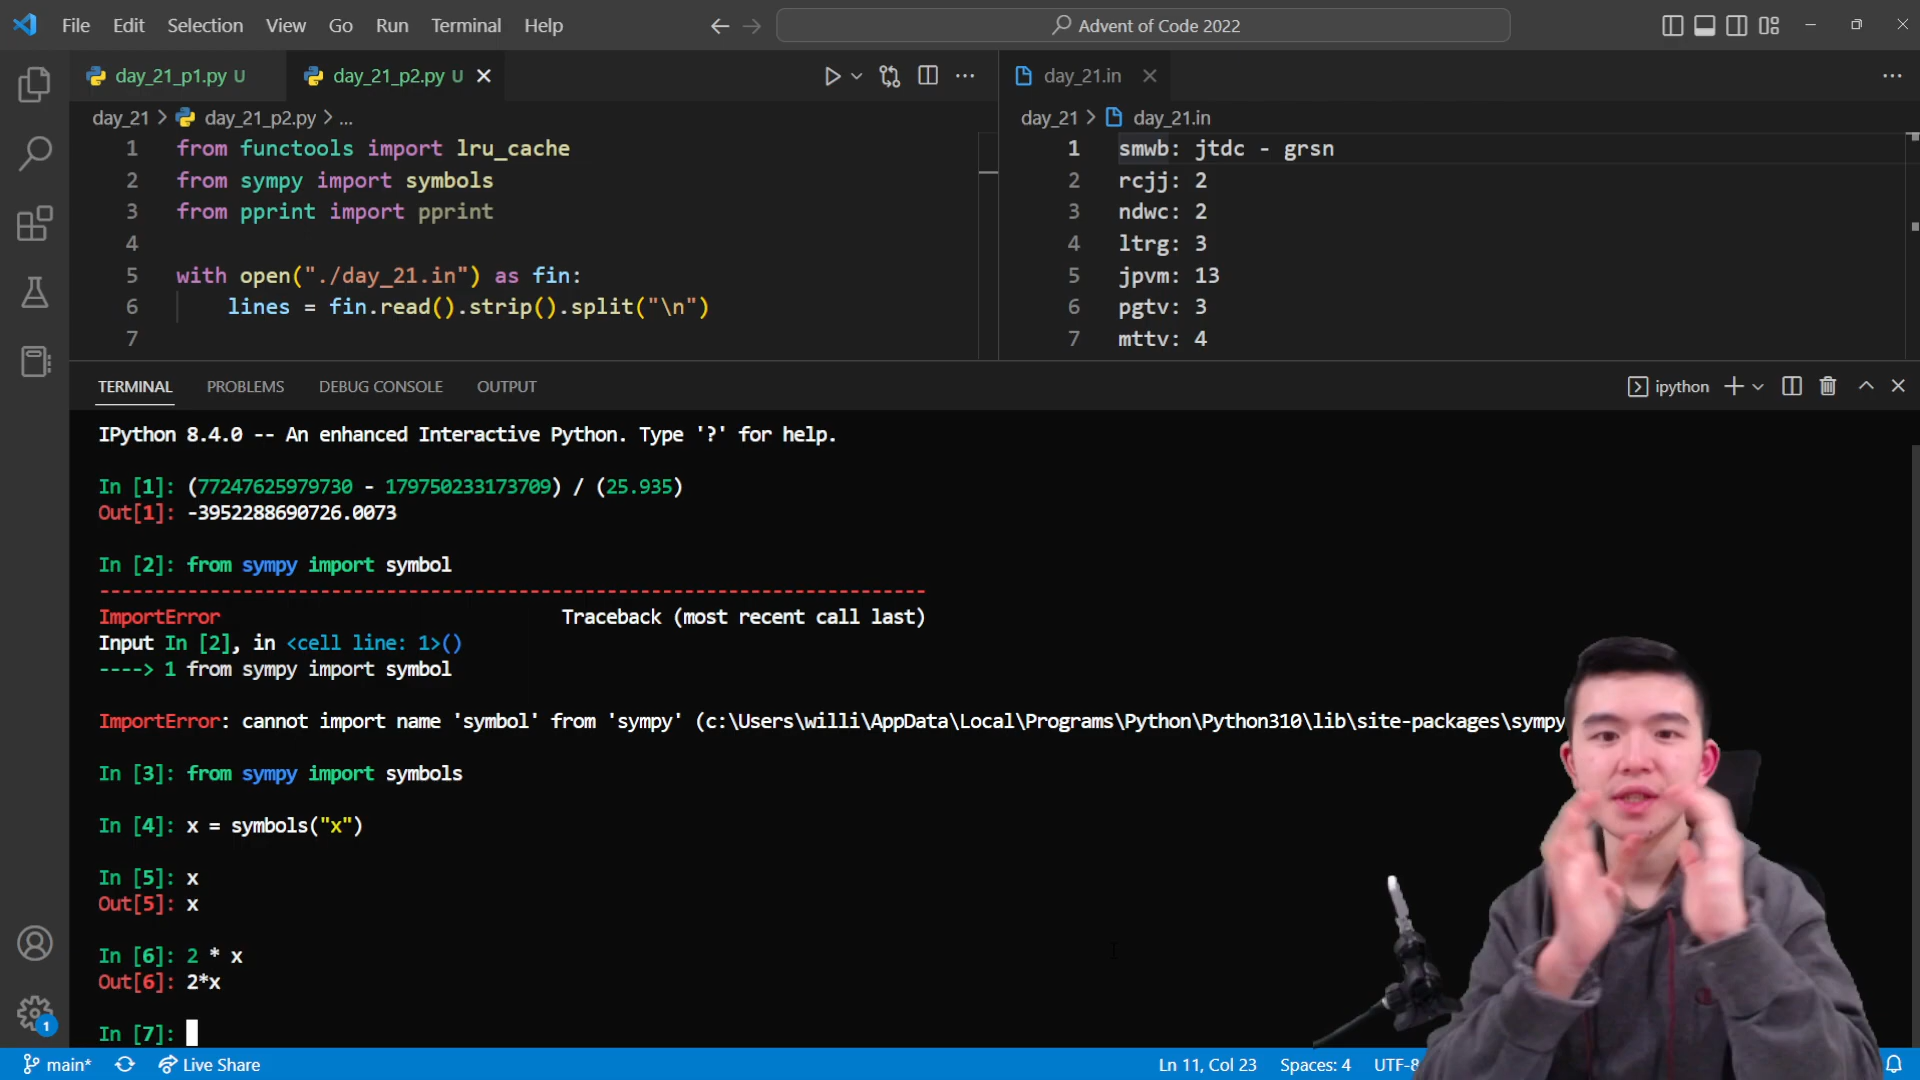 File Edit Selection View Go Run Terminal Help
Advent of Code 2022
day_21_p1.py U
day_21_p2.py U
day_21 > day_21_p2.py > ...
1 from functools import lru_cache
2 from sympy import symbols
3 from pprint import pprint
4
5 with open("./day_21.in") as fin:
6 lines = fin.read().strip().split("\n")
7
day_21.in
day_21 > day_21.in
1 smwb: jtdc - grsn
2 rcjj: 2
3 ndwc: 2
4 ltrg: 3
5 jpvm: 13
6 pgtv: 3
7 mttv: 4
TERMINAL PROBLEMS DEBUG CONSOLE OUTPUT
ipython
IPython 8.4.0 -- An enhanced Interactive Python. Type '?' for help.
In [1]: (77247625979730 - 179750233173709) / (25.935)
Out[1]: -3952288690726.0073
In [2]: from sympy import symbol
---------------------------------------------------------------------------
ImportError Traceback (most recent call last)
Input In [2], in <cell line: 1>()
----> 1 from sympy import symbol
ImportError: cannot import name 'symbol' from 'sympy' (c:\Users\willi\AppData\Local\Programs\Python\Python310\lib\site-packages\sympy
In [3]: from sympy import symbols
In [4]: x = symbols("x")
In [5]: x
Out[5]: x
In [6]: 2 * x
Out[6]: 2*x
In [7]:
1
main* Live Share
Ln 11, Col 23 Spaces: 4 UTF-8